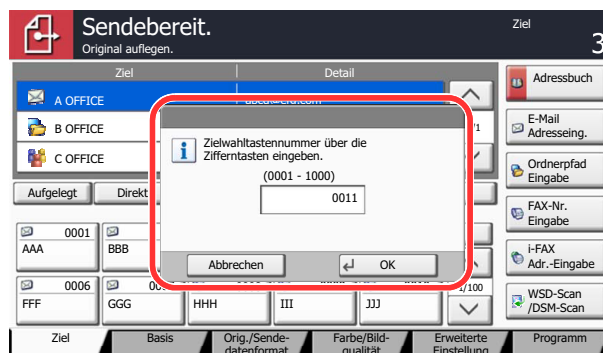 Sendebereit.
Original auflegen.
Ziel
3
Ziel
Detail
A OFFICE
B OFFICE
C OFFICE
Zielwahltastennummer über die
Zifferntasten eingeben.
(0001 - 1000)
0011
Abbrechen
OK
Aufgelegt
Direkt
0001
AAA
BBB
0006
FFF
GGG
HHH
III
JJJ
1/100
Adressbuch
E-Mail
Adresseing.
Ordnerpfad
Eingabe
FAX-Nr.
Eingabe
i-FAX
Adr.-Eingabe
WSD-Scan
/DSM-Scan
Ziel
Basis
Orig./Sende-
datenformat
Farbe/Bild-
qualität
Erweiterte
Einstellung
Programm